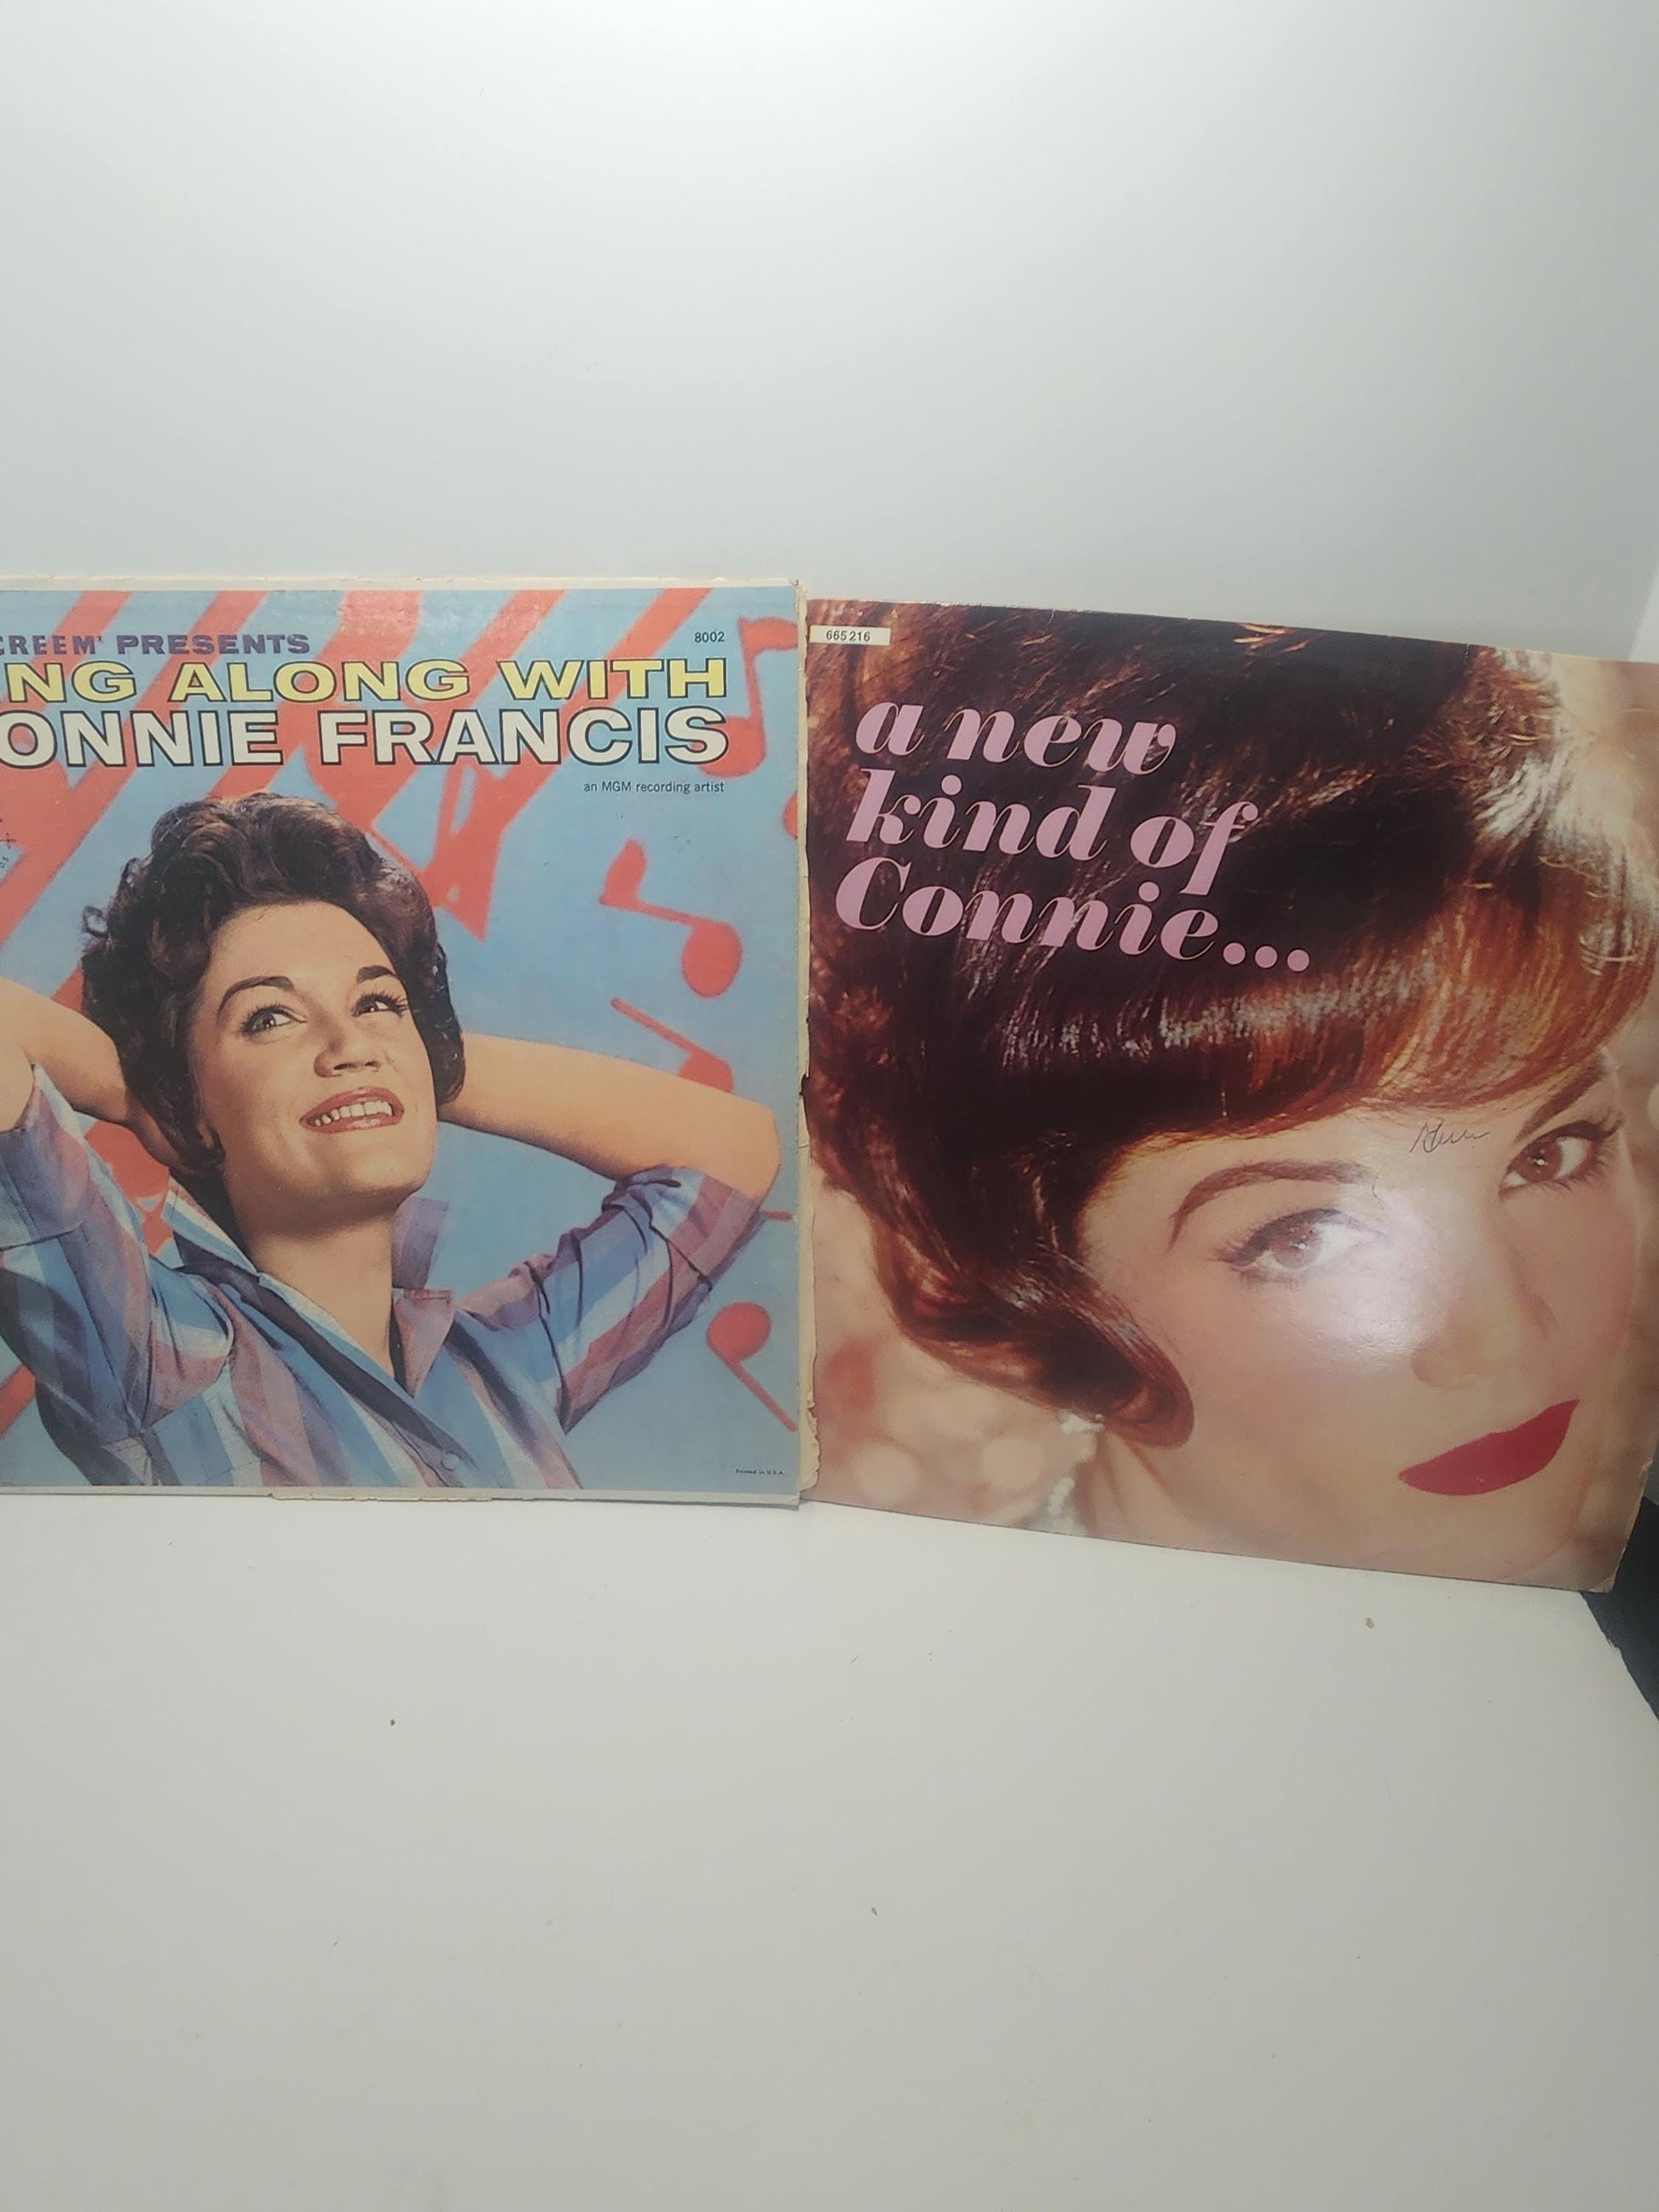 CREEM' PRESENTS
8002
NG ALONG WITH
ONNIE FRANCIS
an MGM recording artist
Printed in U.S.A.
665 216
a new
kind of
Connie...